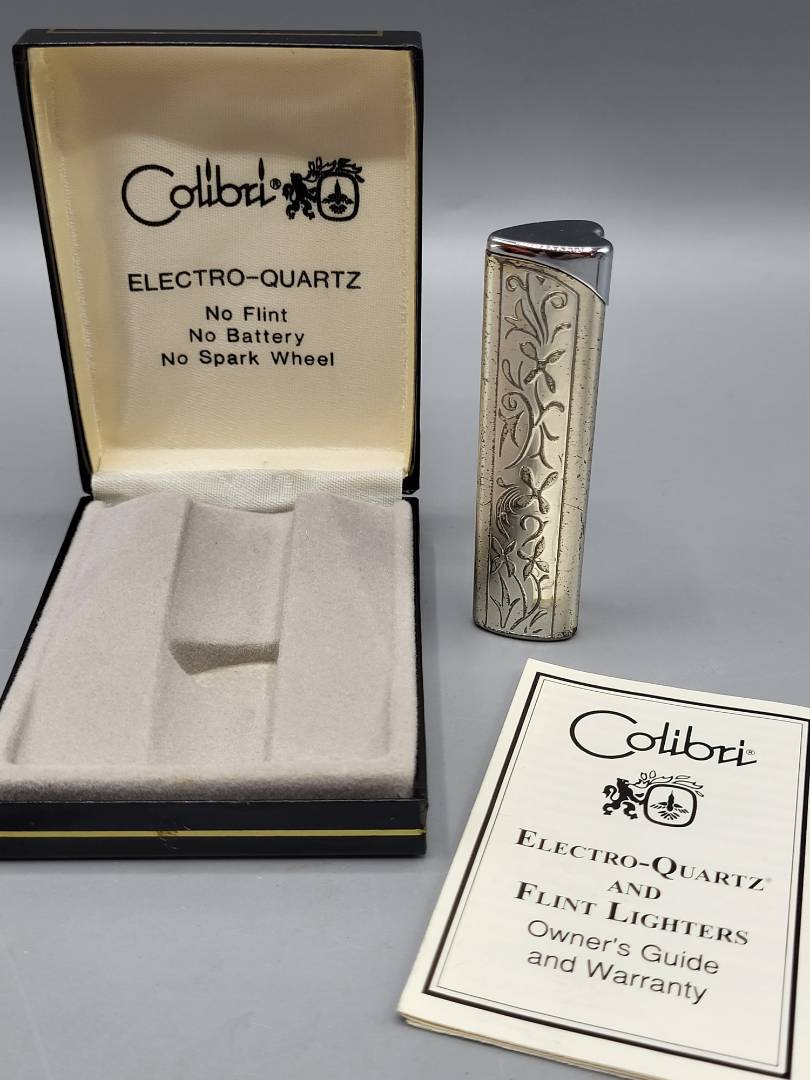 Colibri®
ELECTRO-QUARTZ
No Flint
No Battery
No Spark Wheel
Colibri®
ELECTRO-QUARTZ®
AND
FLINT LIGHTERS
Owner's Guide
and Warranty